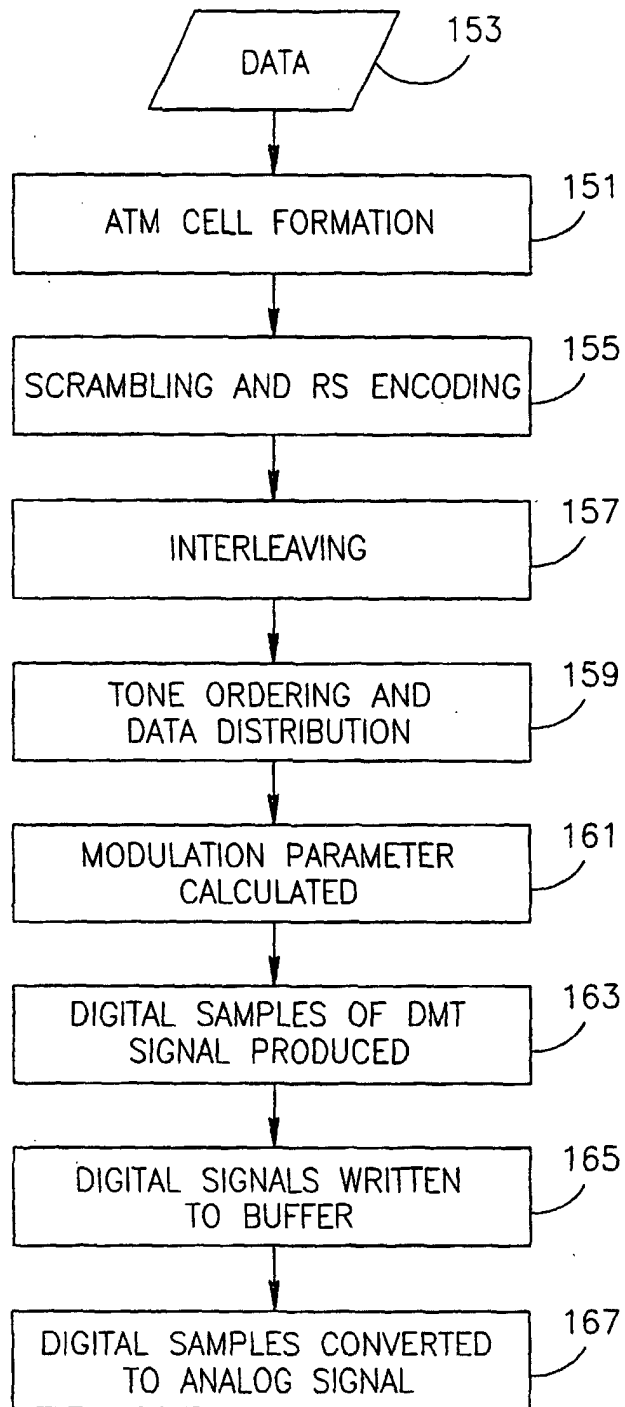 153
DATA
151
ATM CELL FORMATION
155
SCRAMBLING AND RS ENCODING
157
INTERLEAVING
159
TONE ORDERING AND
DATA DISTRIBUTION
161
MODULATION PARAMETER
CALCULATED
163
DIGITAL SAMPLES OF DMT
SIGNAL PRODUCED
165
DIGITAL SIGNALS WRITTEN
TO BUFFER
167
DIGITAL SAMPLES CONVERTED
TO ANALOG SIGNAL